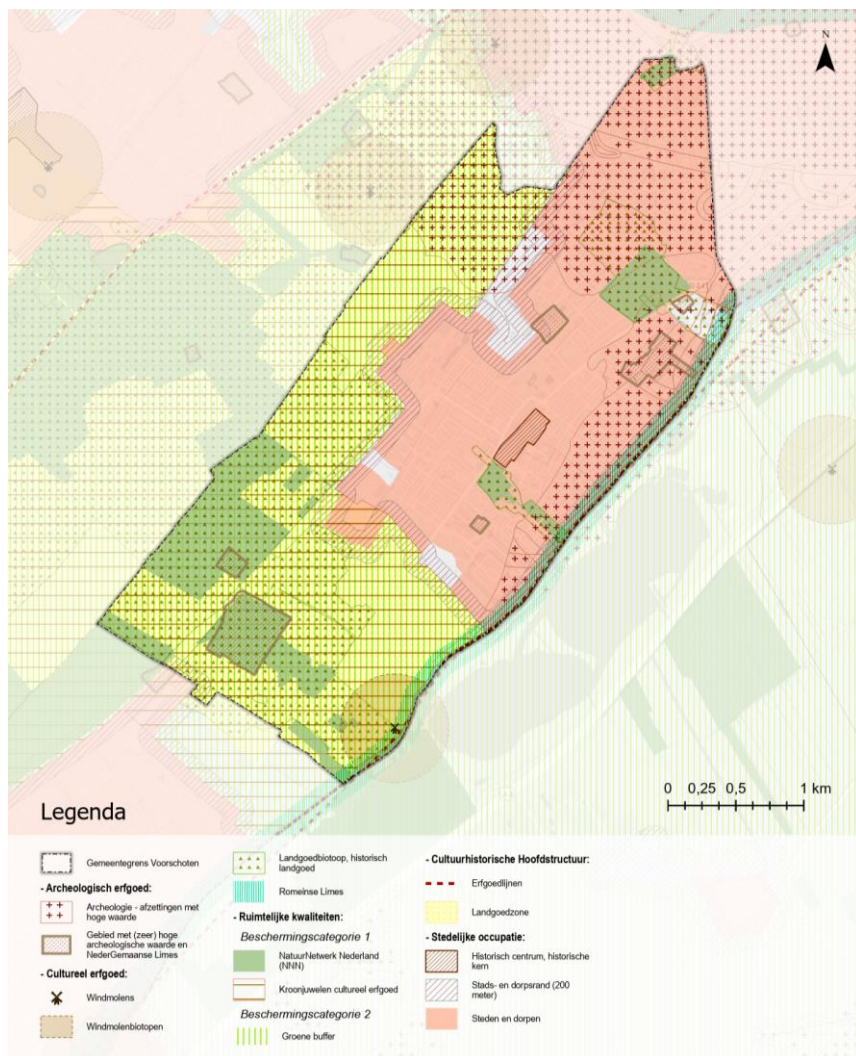 N
0 0,25 0,5 1 km
Legenda
Gemeentegrens Voorschoten
- Archeologisch erfgoed:
Archeologie - afzettingen met
hoge waarde
Gebied met (zeer) hoge
archeologische waarde en
NederGermaanse Limes
- Cultureel erfgoed:
Windmolens
Windmolenbiotopen
Landgoedbiotoop, historisch
landgoed
Romeinse Limes
- Ruimtelijke kwaliteiten:
Beschermingscategorie 1
NatuurNetwerk Nederland
(NNN)
Kroonjuwelen cultureel erfgoed
Beschermingscategorie 2
Groene buffer
- Cultuurhistorische Hoofdstructuur:
Erfgoedlijnen
Landgoedzone
- Stedelijke occupatie:
Historisch centrum, historische
kern
Stads- en dorpsrand (200
meter)
Steden en dorpen